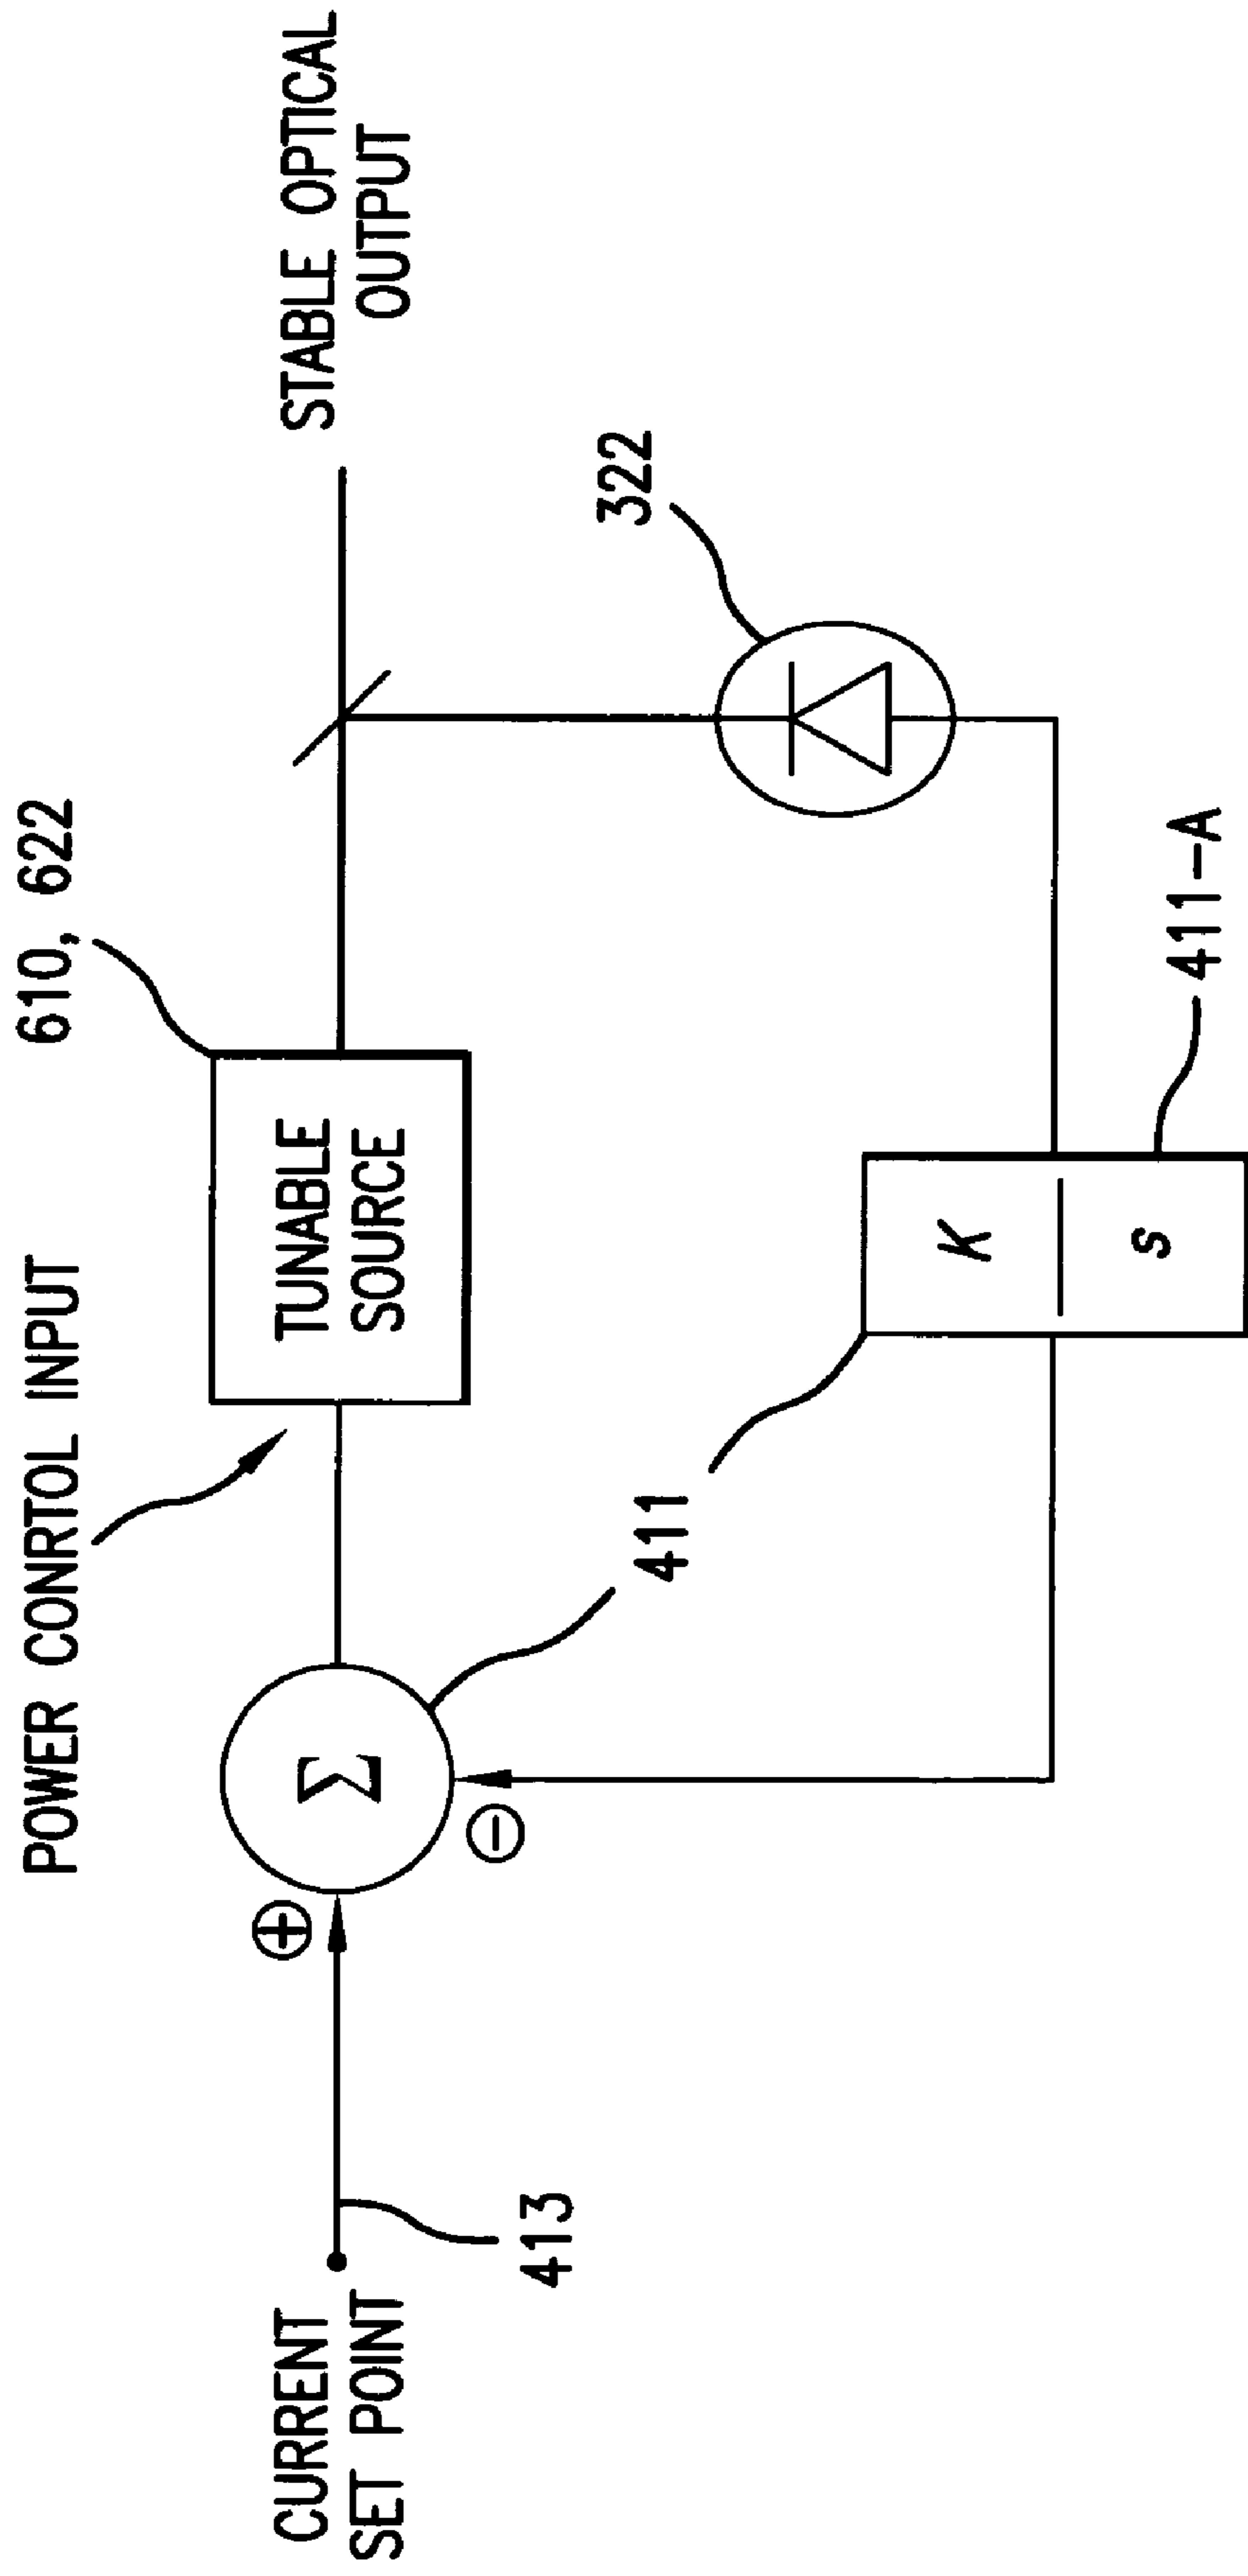 610, 622
POWER CONRTOL INPUT
TUNABLE
SOURCE
STABLE OPTICAL
OUTPUT
Σ
+
−
CURRENT
SET POINT
413
411
322
K
s
411-A